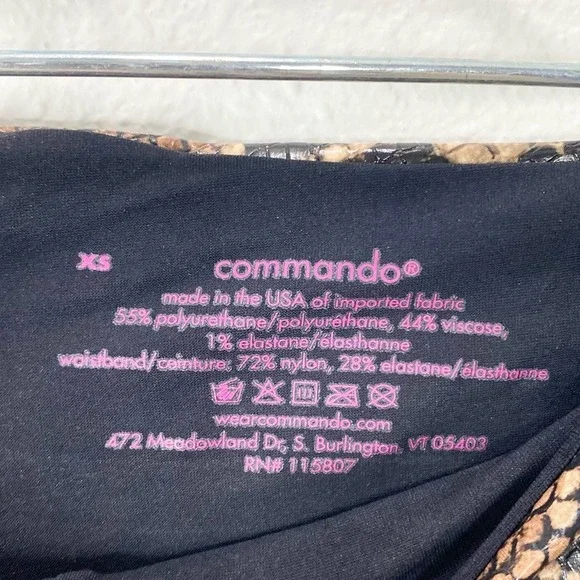 xs
commando®
made in the USA of imported fabric
55% polyurethane/polyuréthane, 44% viscose,
1% elastane/élasthanne
waistband/ceinture: 72% nylon, 28% elastane/élasthanne
wearcommando.com
472 Meadowland Dr, S. Burlington, VT 05403
RN# 115807